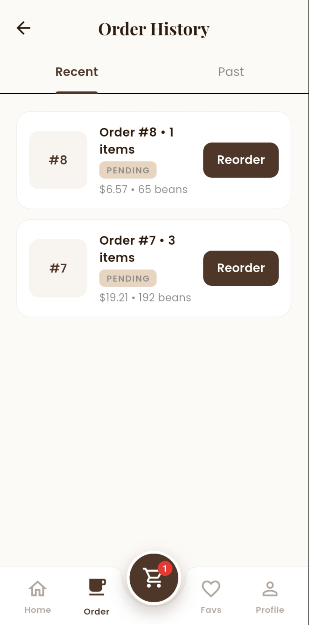 Order History
Recent
Past
#8
Order #8 • 1
items
PENDING
$6.57 • 65 beans
Reorder
#7
Order #7 • 3
items
PENDING
$19.21 • 192 beans
Reorder
1
Home
Order
Favs
Profile